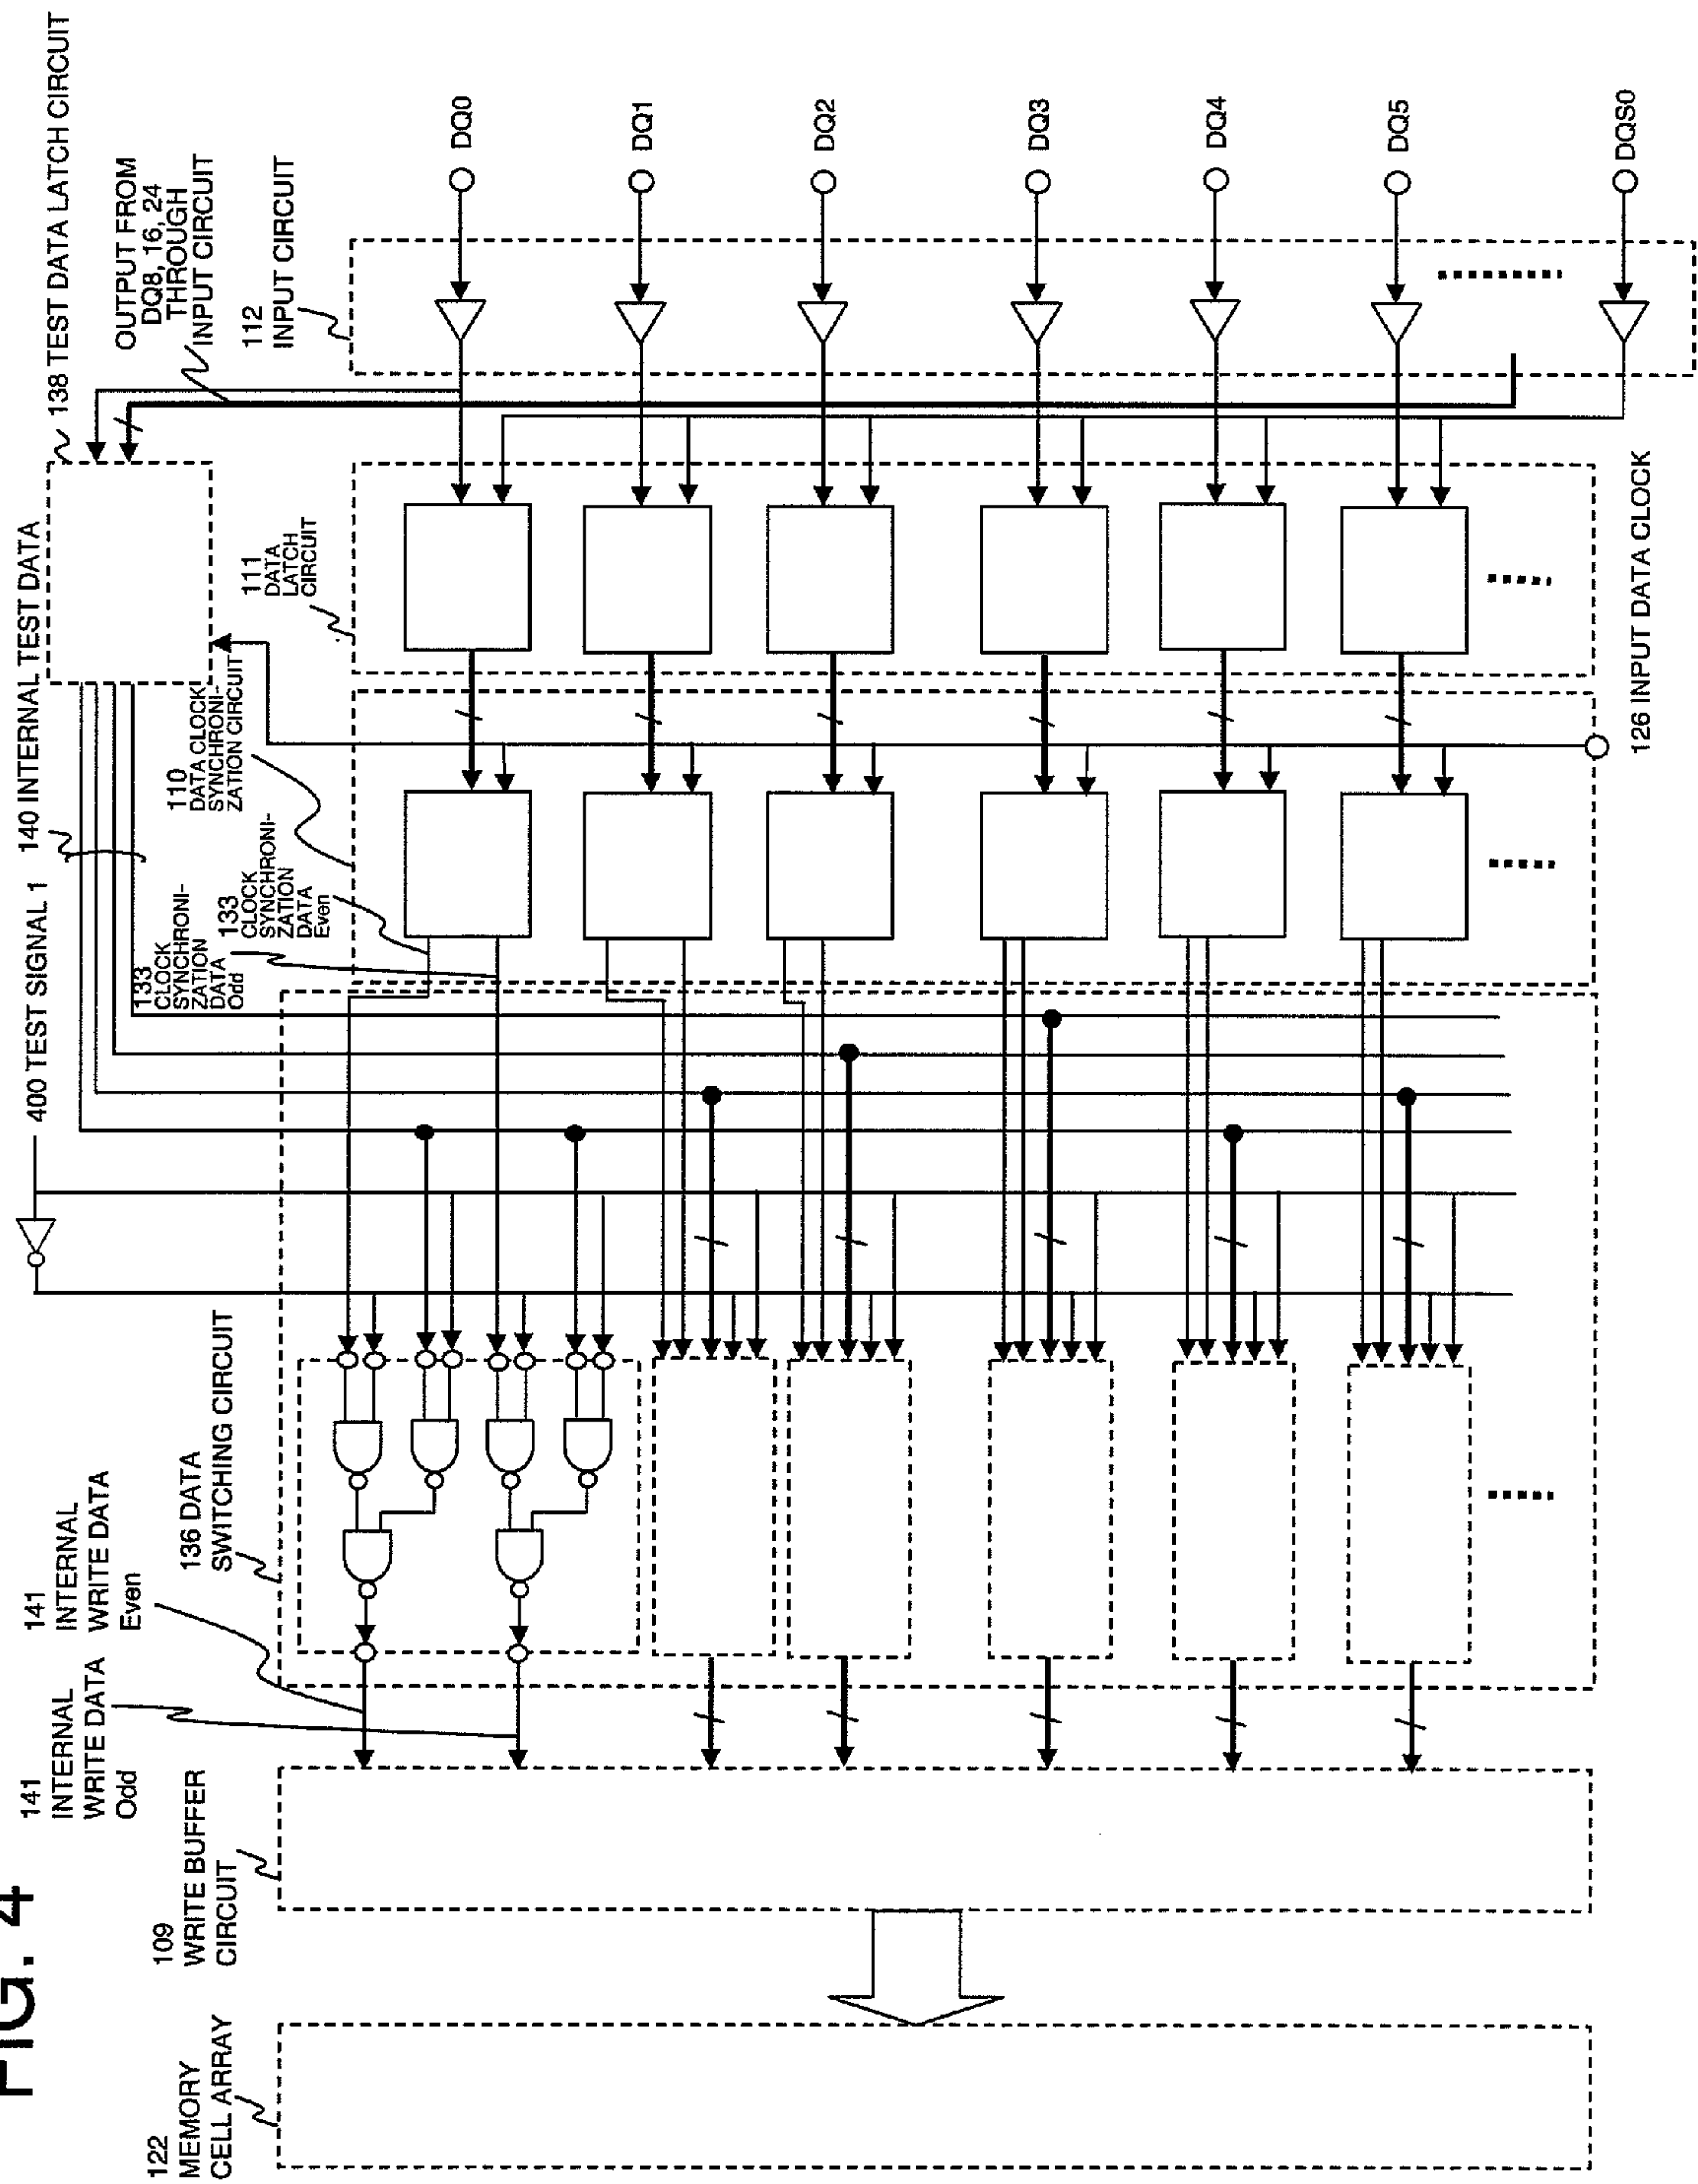 FIG. 4
138 TEST DATA LATCH CIRCUIT
OUTPUT FROM
DQ8, 16, 24
THROUGH
INPUT CIRCUIT
112
INPUT CIRCUIT
DQ0
DQ1
DQ2
DQ3
DQ4
DQ5
DQS0
140 INTERNAL TEST DATA
111
DATA
LATCH
CIRCUIT
126 INPUT DATA CLOCK
110
DATA CLOCK
SYNCHRONI-
ZATION CIRCUIT
400 TEST SIGNAL 1
133
CLOCK
SYNCHRONI-
ZATION
DATA
Even
133
CLOCK
SYNCHRONI-
ZATION
DATA
Odd
136 DATA
SWITCHING CIRCUIT
141
INTERNAL
WRITE DATA
Even
141
INTERNAL
WRITE DATA
Odd
109
WRITE BUFFER
CIRCUIT
122
MEMORY
CELL ARRAY